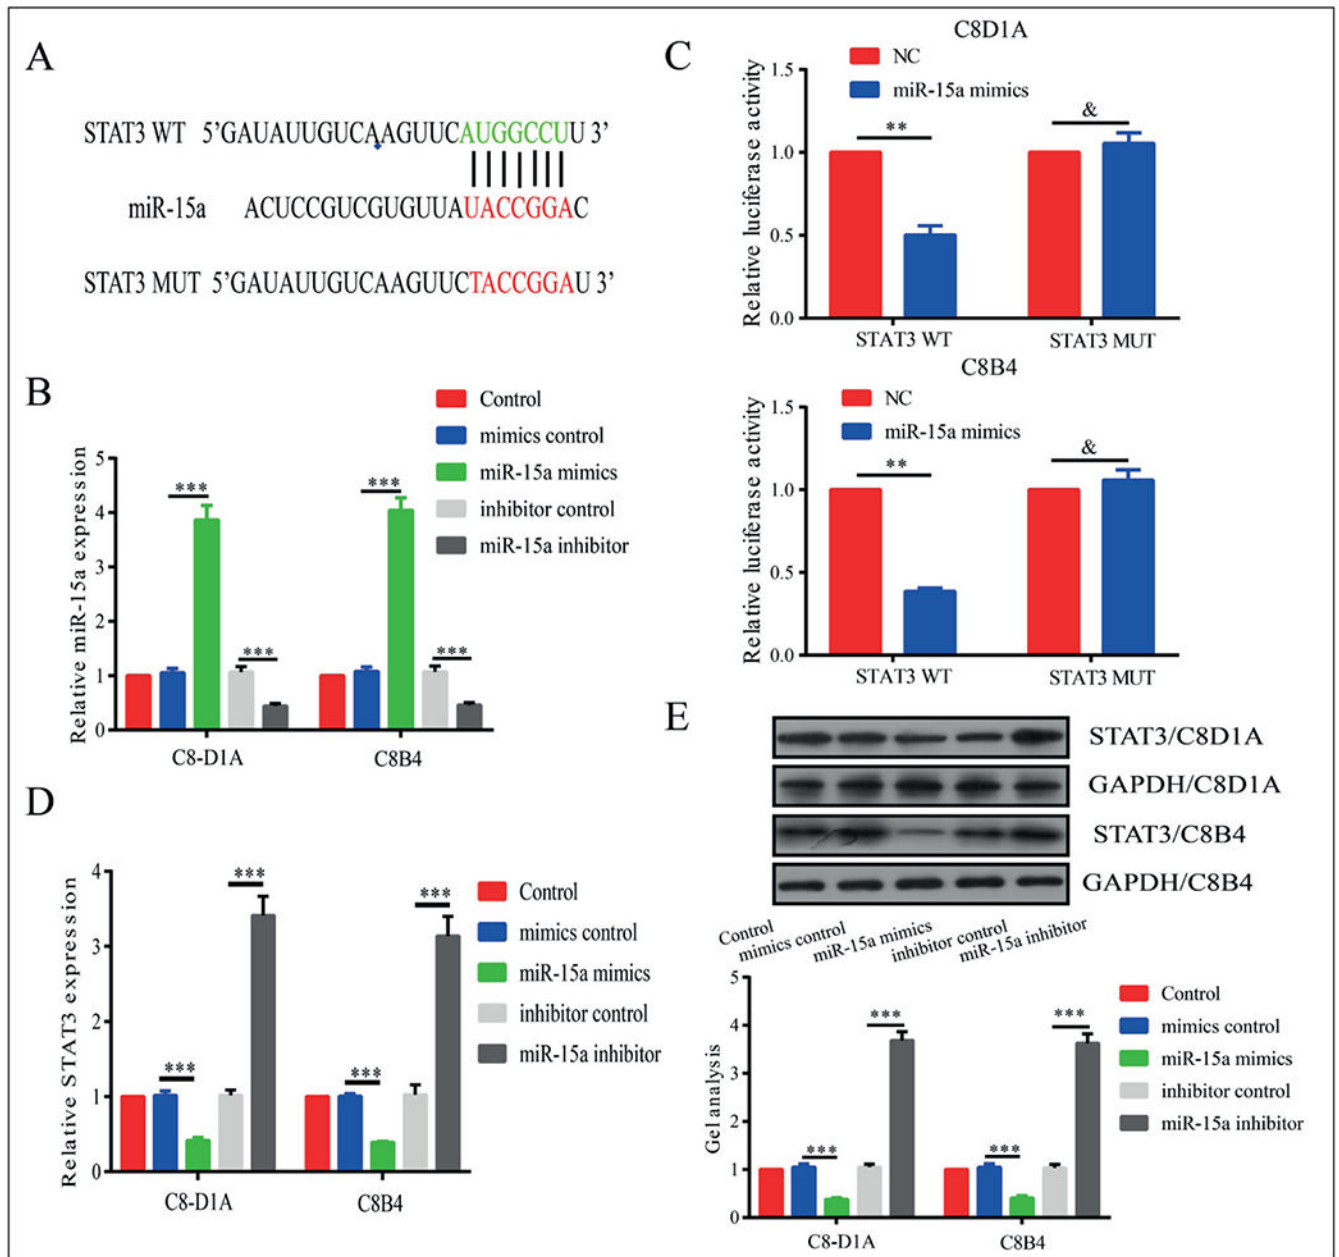 A
STAT3 WT 5’GAUAUUGUCAAGUUCAUGGCCUU 3’
miR-15a ACUCCGUCGUGUUAUACCGGAC
STAT3 MUT 5’GAUAUUGUCAAGUUCTACCGGAU 3’
B
Control
mimics control
miR-15a mimics
inhibitor control
miR-15a inhibitor
Relative miR-15a expression
5
4
3
2
1
0
***
***
***
***
C8-D1A
C8B4
C
C8D1A
NC
miR-15a mimics
Relative luciferase activity
1.5
1.0
0.5
0.0
**
&
STAT3 WT
STAT3 MUT
C8B4
NC
miR-15a mimics
Relative luciferase activity
1.5
1.0
0.5
0.0
**
&
STAT3 WT
STAT3 MUT
D
Relative STAT3 expression
4
3
2
1
0
***
***
***
***
Control
mimics control
miR-15a mimics
inhibitor control
miR-15a inhibitor
C8-D1A
C8B4
E
STAT3/C8D1A
GAPDH/C8D1A
STAT3/C8B4
GAPDH/C8B4
Control
mimics control
miR-15a mimics
inhibitor control
miR-15a inhibitor
Gel analysis
5
4
3
2
1
0
***
***
***
***
Control
mimics control
miR-15a mimics
inhibitor control
miR-15a inhibitor
C8-D1A
C8B4